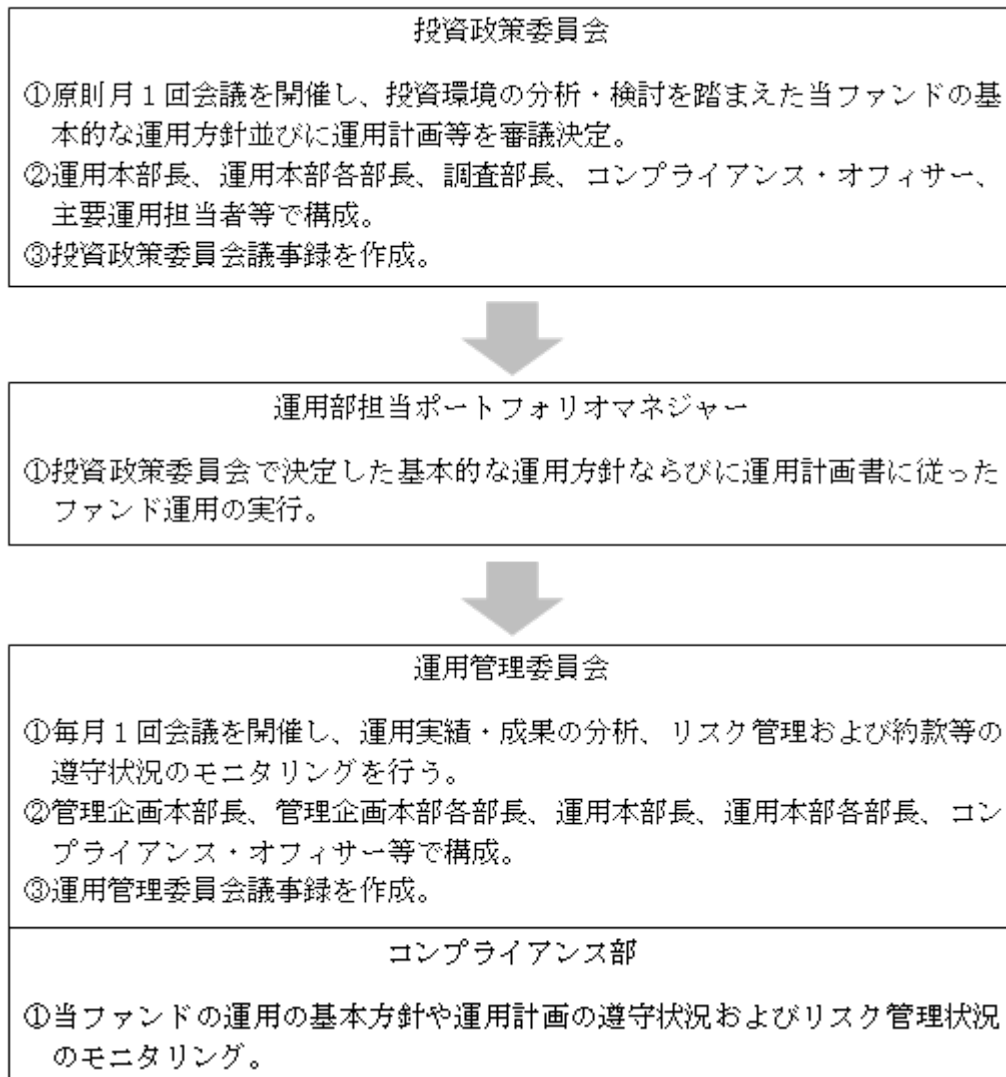 投資政策委員会
①原則月1回会議を開催し、投資環境の分析・検討を踏まえた当ファンドの基
本的な運用方針並びに運用計画等を審議決定。
②運用本部長、運用本部各部長、調査部長、コンプライアンス・オフィサー、
主要運用担当者等で構成。
③投資政策委員会議事録を作成。
運用部担当ポートフォリオマネジャー
①投資政策委員会で決定した基本的な運用方針ならびに運用計画書に従った
ファンド運用の実行。
運用管理委員会
①毎月1回会議を開催し、運用実績・成果の分析、リスク管理および約款等の
遵守状況のモニタリングを行う。
②管理企画本部長、管理企画本部各部長、運用本部長、運用本部各部長、コン
プライアンス・オフィサー等で構成。
③運用管理委員会議事録を作成。
コンプライアンス部
①当ファンドの運用の基本方針や運用計画の遵守状況およびリスク管理状況
のモニタリング。